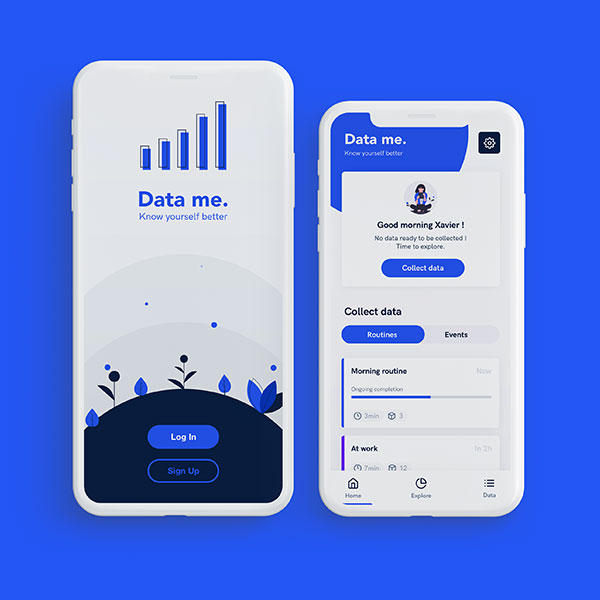 Data me.
Know yourself better
Log In
Sign Up
Data me.
Know yourself better
Good morning Xavier !
No data ready to be collected !
Time to explore.
Collect data
Collect data
Routines Events
Morning routine Now
Ongoing completion
3min 3
At work In 2h
7min 12
Home Explore Data